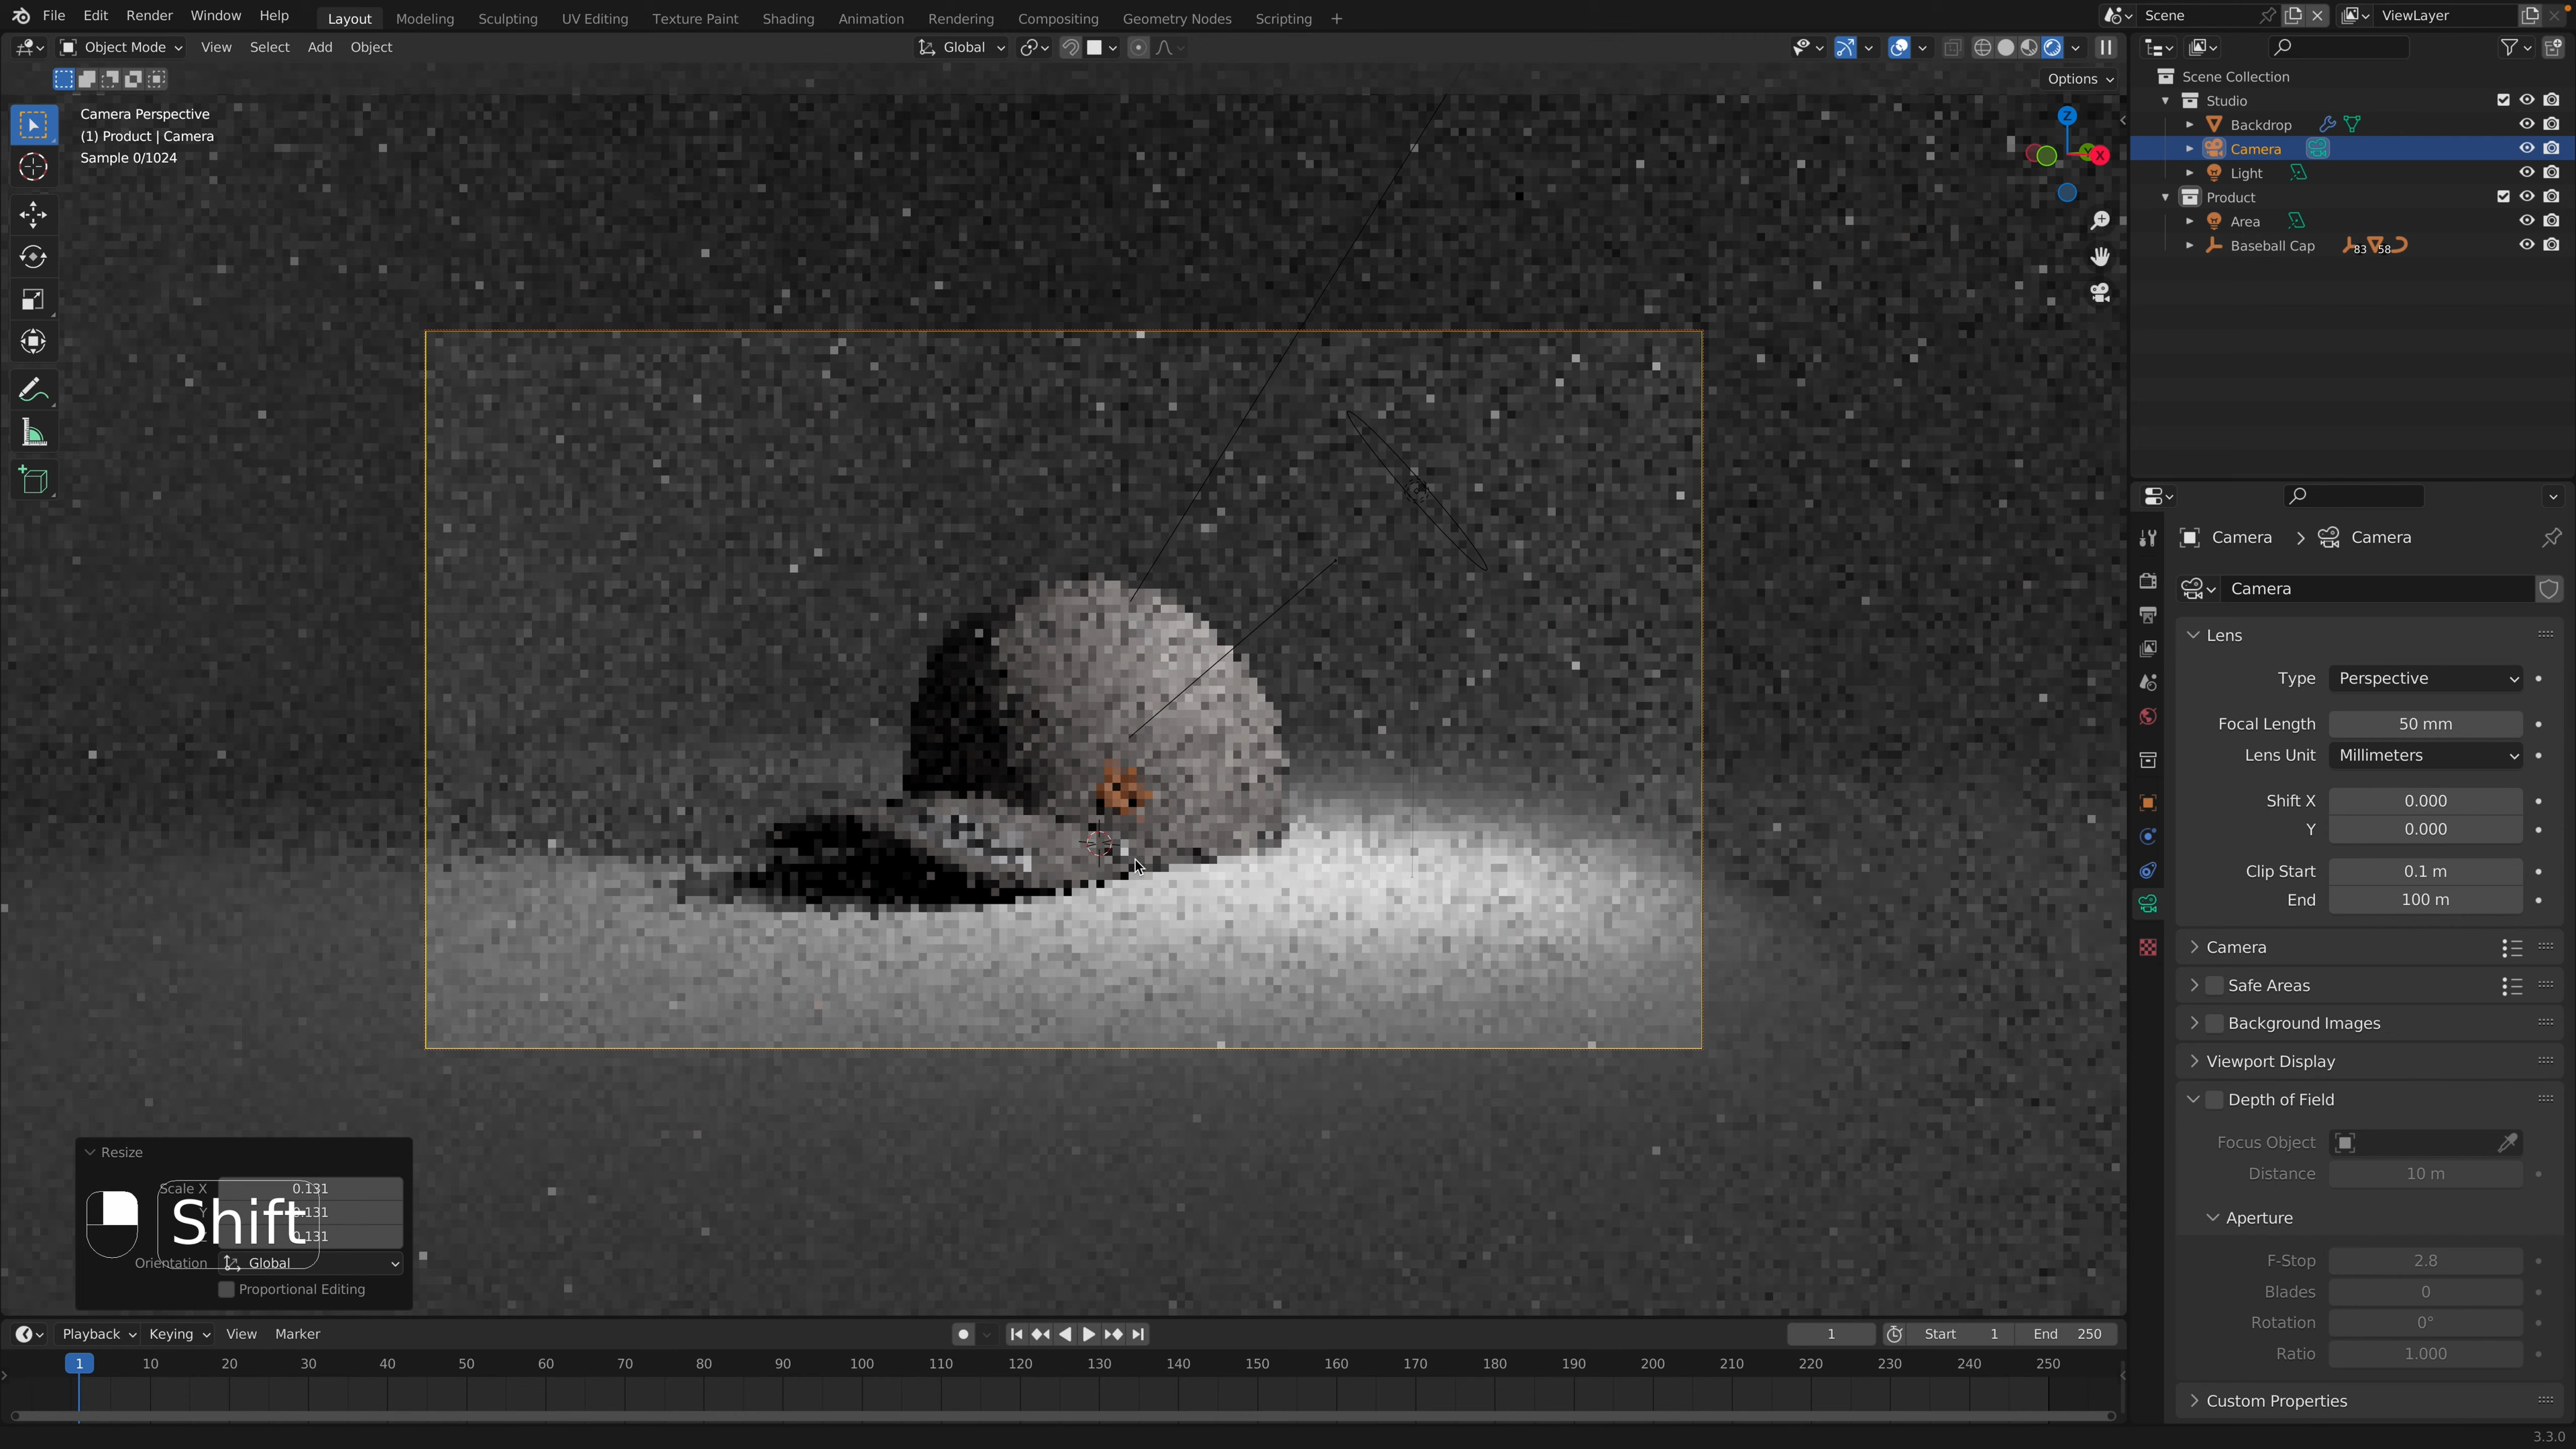 File Edit Render Window Help Layout Modeling Sculpting UV Editing Texture Paint Shading Animation Rendering Compositing Geometry Nodes Scripting + Scene ViewLayer
Object Mode View Select Add Object Global
Options
Camera Perspective
(1) Product | Camera
Sample 0/1024
Z
Y
X
Scene Collection
Studio
Backdrop
Camera
Light
Product
Area
Baseball Cap 83 58
Camera > Camera
Camera
Lens
Type Perspective
Focal Length 50 mm
Lens Unit Millimeters
Shift X 0.000
Y 0.000
Clip Start 0.1 m
End 100 m
Camera
Safe Areas
Background Images
Viewport Display
Depth of Field
Focus Object
Distance 10 m
Aperture
F-Stop 2.8
Blades 0
Rotation 0°
Ratio 1.000
Custom Properties
Resize
Scale X 0.131
Y 0.131
0.131
Shift
Orientation Global
Proportional Editing
Playback Keying View Marker 1 Start 1 End 250
1 10 20 30 40 50 60 70 80 90 100 110 120 130 140 150 160 170 180 190 200 210 220 230 240 250
3.3.0